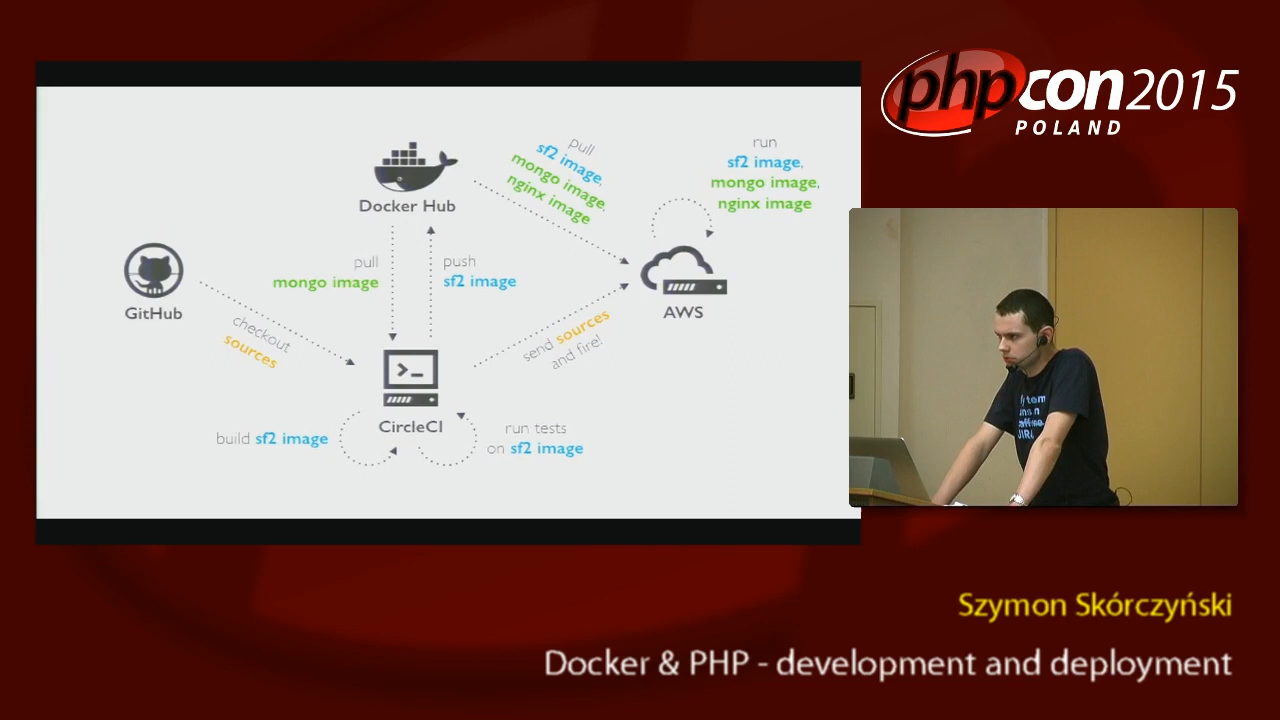 phpcon2015
POLAND
pull
sf2 image,
mongo image,
nginx image
run
sf2 image,
mongo image,
nginx image
Docker Hub
pull
mongo image
push
sf2 image
GitHub
AWS
checkout
sources
send sources
and fire!
CircleCI
build sf2 image
run tests
on sf2 image
Szymon Skórczyński
Docker & PHP - development and deployment